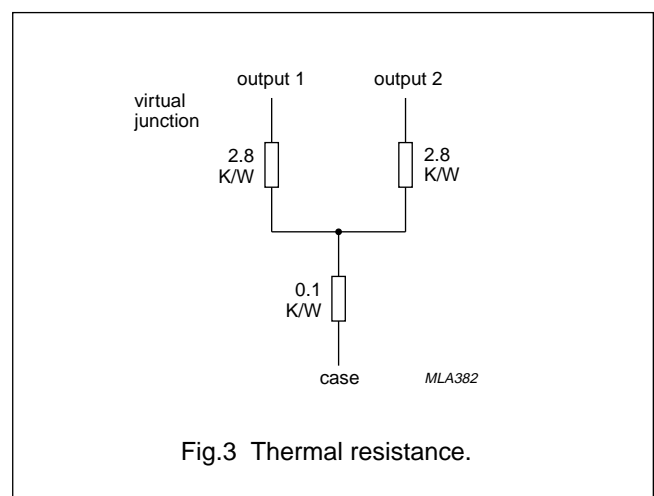 output 1
output 2
virtual
junction
2.8
K/W
2.8
K/W
0.1
K/W
case
MLA382
Fig.3 Thermal resistance.